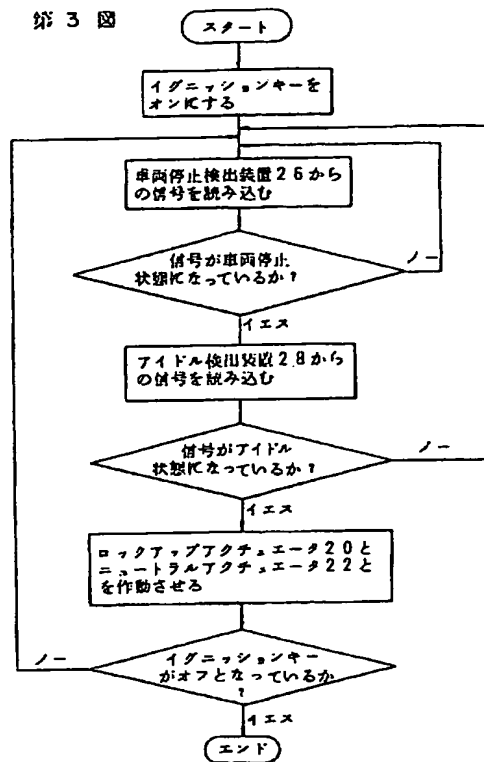 第3図
スタート
イグニッションキーを
オンにする
車両停止検出装置26から
の信号を読み込む
信号が車両停止
状態になっているか?
ノー
イエス
アイドル検出装置28から
の信号を読み込む
信号がアイドル
状態になっているか?
ノー
イエス
ロックアップアクチュエータ20と
ニュートラルアクチュエータ22と
を作動させる
ノー
イグニッションキー
がオフとなっているか
?
イエス
エンド